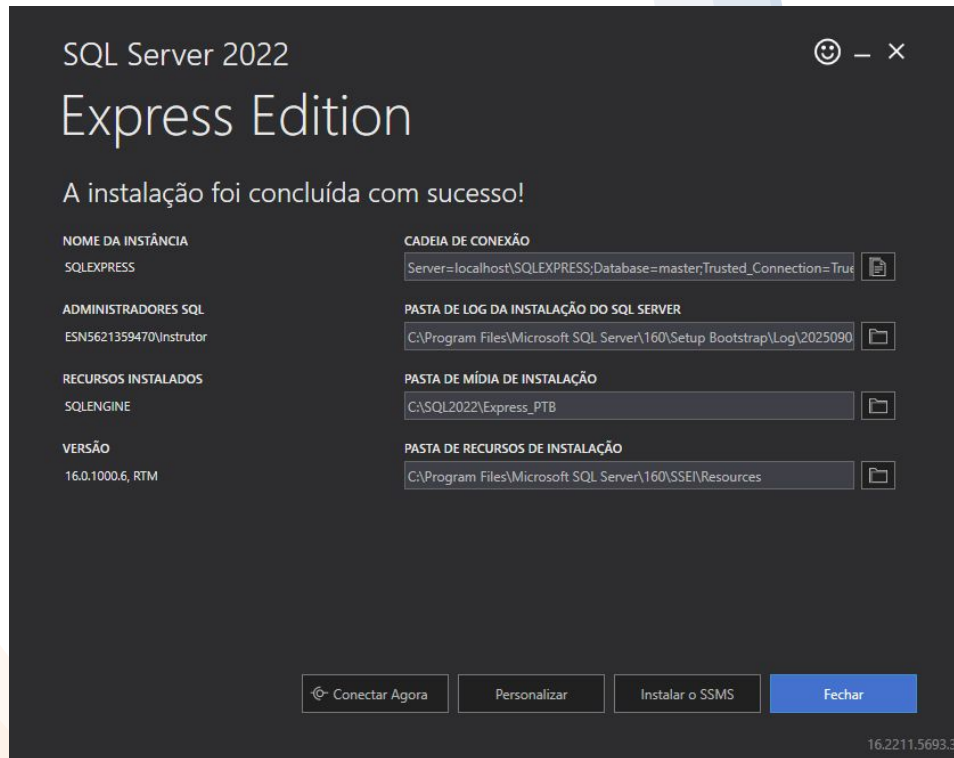 SQL Server 2022
Express Edition
A instalação foi concluída com sucesso!
NOME DA INSTÂNCIA
SQLEXPRESS
CADEIA DE CONEXÃO
Server=localhost\SQLEXPRESS;Database=master;Trusted_Connection=True
ADMINISTRADORES SQL
ESN5621359470\Instrutor
PASTA DE LOG DA INSTALAÇÃO DO SQL SERVER
C:\Program Files\Microsoft SQL Server\160\Setup Bootstrap\Log\2025090
RECURSOS INSTALADOS
SQLENGINE
PASTA DE MÍDIA DE INSTALAÇÃO
C:\SQL2022\Express_PTB
VERSÃO
16.0.1000.6, RTM
PASTA DE RECURSOS DE INSTALAÇÃO
C:\Program Files\Microsoft SQL Server\160\SSEI\Resources
Conectar Agora
Personalizar
Instalar o SSMS
Fechar
16.2211.5693.3